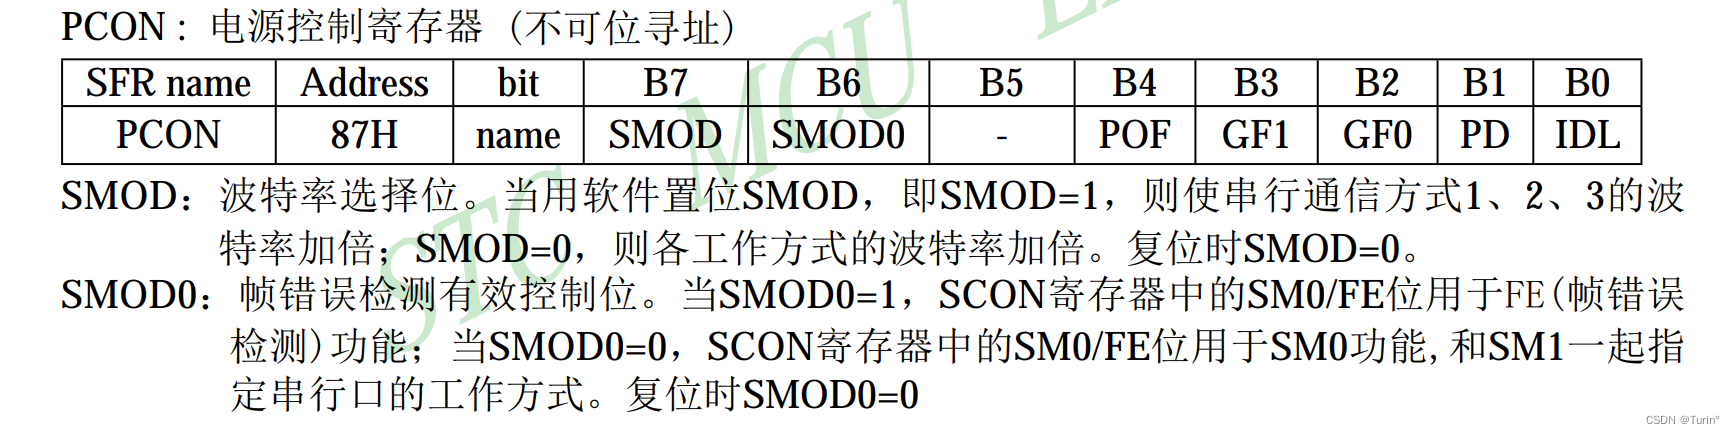 PCON： 电源控制寄存器 (不可位寻址)
SFR name Address bit B7 B6 B5 B4 B3 B2 B1 B0
PCON 87H name SMOD SMOD0 - POF GF1 GF0 PD IDL
SMOD：波特率选择位。当用软件置位SMOD，即SMOD=1，则使串行通信方式1、2、3的波
特率加倍；SMOD=0，则各工作方式的波特率加倍。复位时SMOD=0。
SMOD0：帧错误检测有效控制位。当SMOD0=1，SCON寄存器中的SM0/FE位用于FE(帧错误
检测)功能；当SMOD0=0，SCON寄存器中的SM0/FE位用于SM0功能,和SM1一起指
定串行口的工作方式。复位时SMOD0=0
STC MCU
CSDN @Turin°